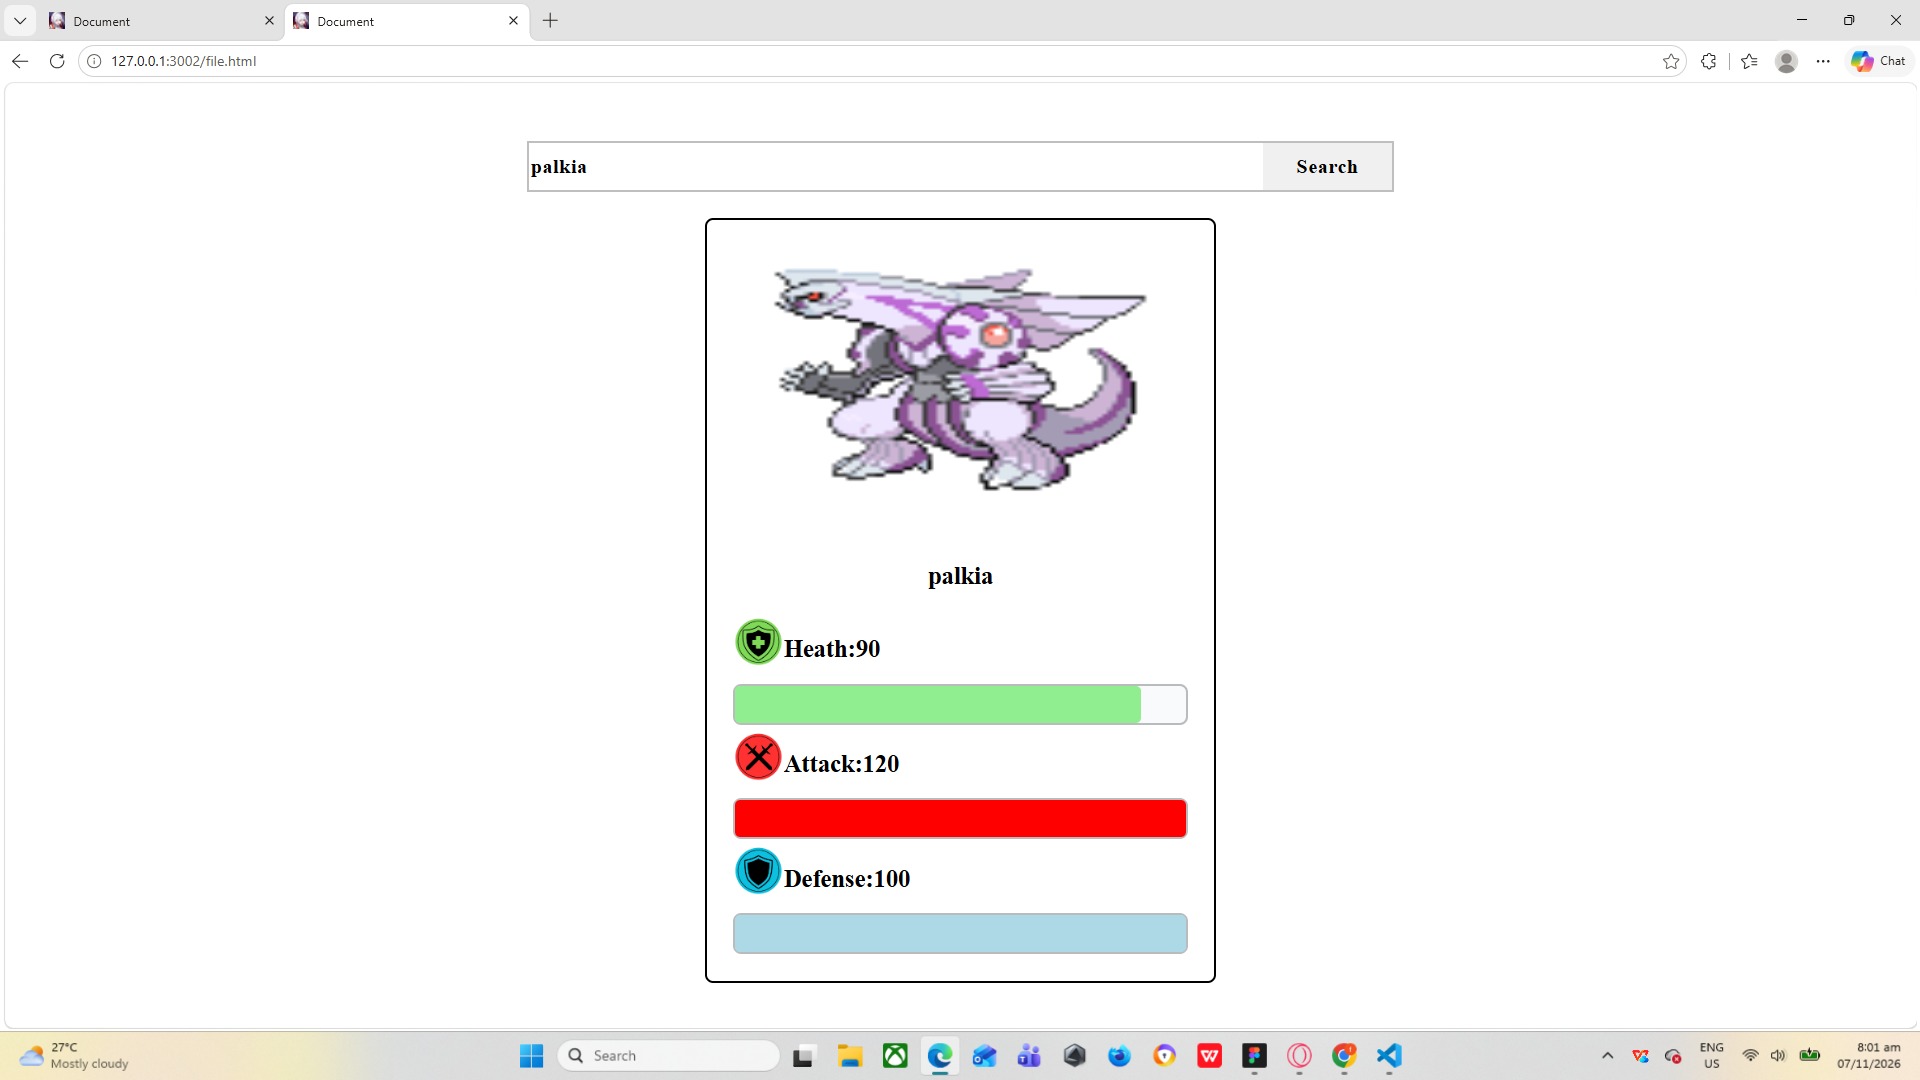 Document
Document
127.0.0.1:3002/file.html
Chat
palkia
Search
palkia
Heath:90
Attack:120
Defense:100
27°C
Mostly cloudy
Search
ENG
US
8:01 am
07/11/2026